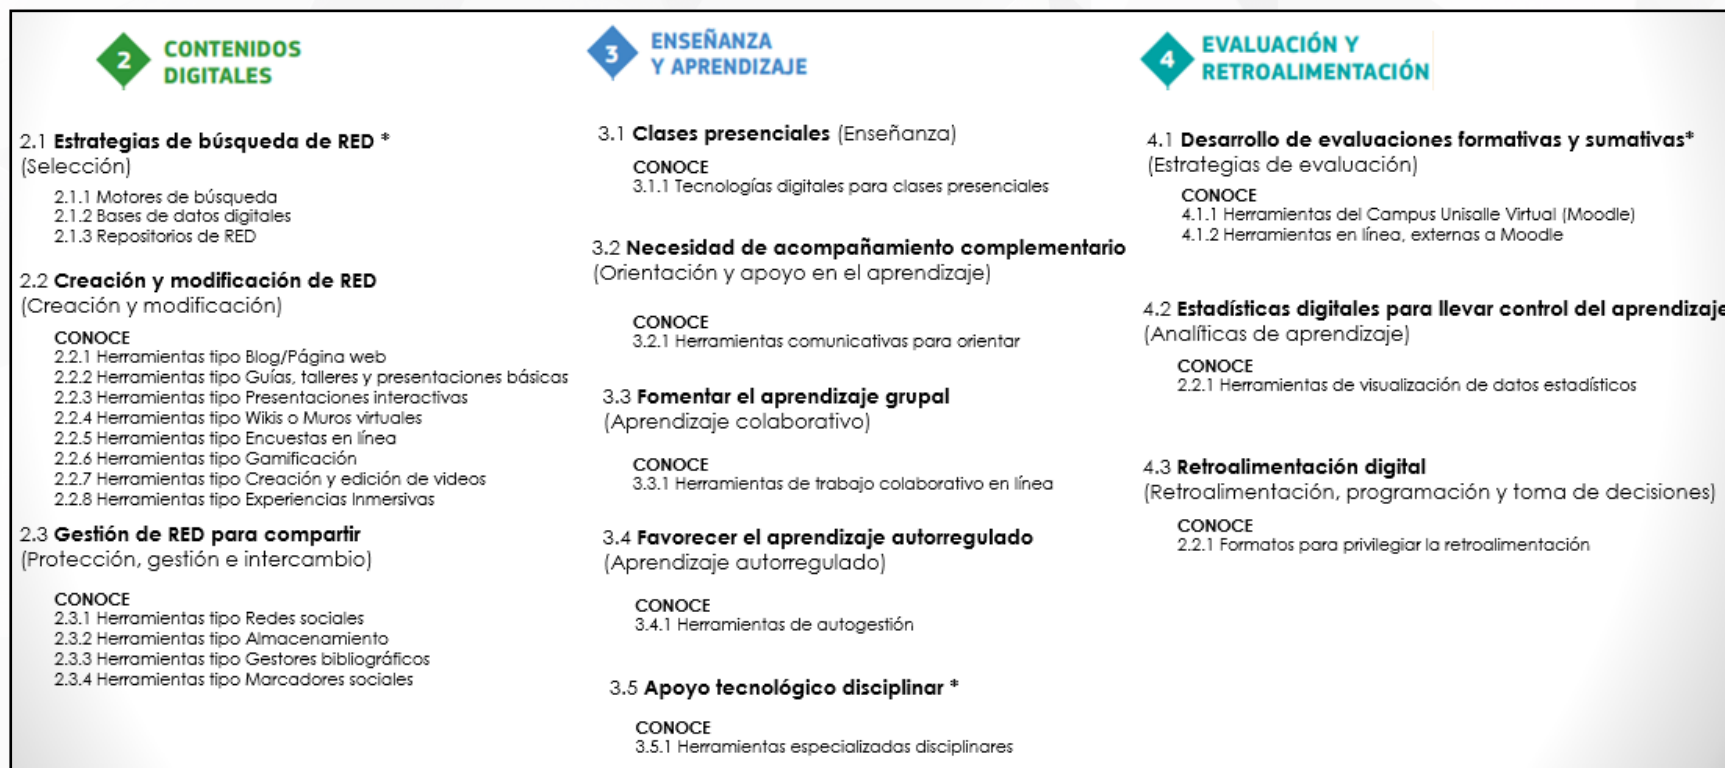 2 CONTENIDOS
DIGITALES
2.1 Estrategias de búsqueda de RED *
(Selección)
2.1.1 Motores de búsqueda
2.1.2 Bases de datos digitales
2.1.3 Repositorios de RED
2.2 Creación y modificación de RED
(Creación y modificación)
CONOCE
2.2.1 Herramientas tipo Blog/Página web
2.2.2 Herramientas tipo Guías, talleres y presentaciones básicas
2.2.3 Herramientas tipo Presentaciones interactivas
2.2.4 Herramientas tipo Wikis o Muros virtuales
2.2.5 Herramientas tipo Encuestas en línea
2.2.6 Herramientas tipo Gamificación
2.2.7 Herramientas tipo Creación y edición de videos
2.2.8 Herramientas tipo Experiencias Inmersivas
2.3 Gestión de RED para compartir
(Protección, gestión e intercambio)
CONOCE
2.3.1 Herramientas tipo Redes sociales
2.3.2 Herramientas tipo Almacenamiento
2.3.3 Herramientas tipo Gestores bibliográficos
2.3.4 Herramientas tipo Marcadores sociales
3 ENSEÑANZA
Y APRENDIZAJE
3.1 Clases presenciales (Enseñanza)
CONOCE
3.1.1 Tecnologías digitales para clases presenciales
3.2 Necesidad de acompañamiento complementario
(Orientación y apoyo en el aprendizaje)
CONOCE
3.2.1 Herramientas comunicativas para orientar
3.3 Fomentar el aprendizaje grupal
(Aprendizaje colaborativo)
CONOCE
3.3.1 Herramientas de trabajo colaborativo en línea
3.4 Favorecer el aprendizaje autorregulado
(Aprendizaje autorregulado)
CONOCE
3.4.1 Herramientas de autogestión
3.5 Apoyo tecnológico disciplinar *
CONOCE
3.5.1 Herramientas especializadas disciplinares
4 EVALUACIÓN Y
RETROALIMENTACIÓN
4.1 Desarrollo de evaluaciones formativas y sumativas*
(Estrategias de evaluación)
CONOCE
4.1.1 Herramientas del Campus Unisalle Virtual (Moodle)
4.1.2 Herramientas en línea, externas a Moodle
4.2 Estadísticas digitales para llevar control del aprendizaje
(Analíticas de aprendizaje)
CONOCE
2.2.1 Herramientas de visualización de datos estadísticos
4.3 Retroalimentación digital
(Retroalimentación, programación y toma de decisiones)
CONOCE
2.2.1 Formatos para privilegiar la retroalimentación